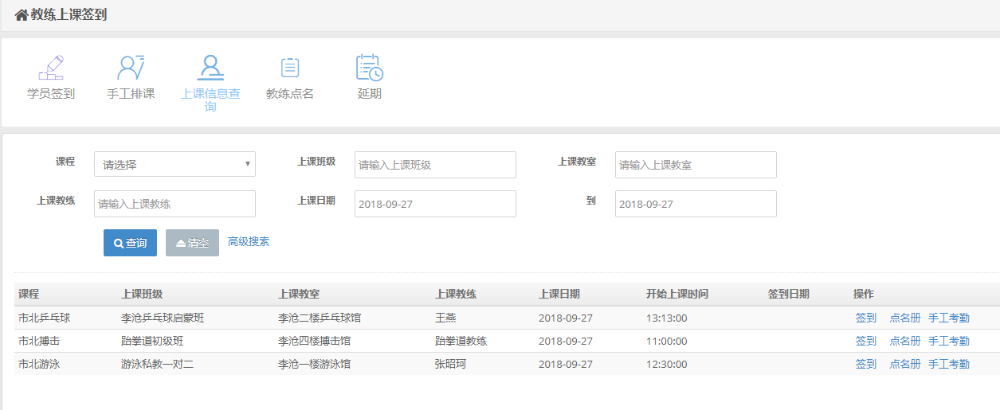 教练上课签到
学员签到 手工排课 上课信息查询 教练点名 延期
课程 请选择 上课班级 请输入上课班级 上课教室 请输入上课教室
上课教练 请输入上课教练 上课日期 2018-09-27 到 2018-09-27
查询 清空 高级搜索
课程 上课班级 上课教室 上课教练 上课日期 开始上课时间 签到日期 操作
市北乒乓球 李沧乒乓球启蒙班 李沧二楼乒乓球馆 王燕 2018-09-27 13:13:00 签到 点名册 手工考勤
市北搏击 跆拳道初级班 李沧四楼搏击馆 跆拳道教练 2018-09-27 11:00:00 签到 点名册 手工考勤
市北游泳 游泳私教一对二 李沧一楼游泳馆 张昭珂 2018-09-27 12:30:00 签到 点名册 手工考勤